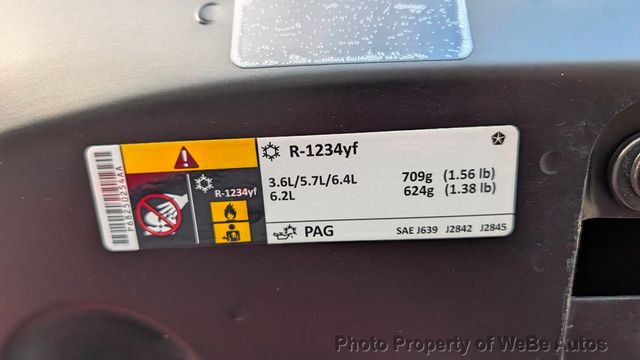 P68250254AA
R-1234yf
R-1234yf
3.6L/5.7L/6.4L 709g (1.56 lb)
6.2L 624g (1.38 lb)
PAG SAE J639 J2842 J2845
Photo Property of WeBe Autos